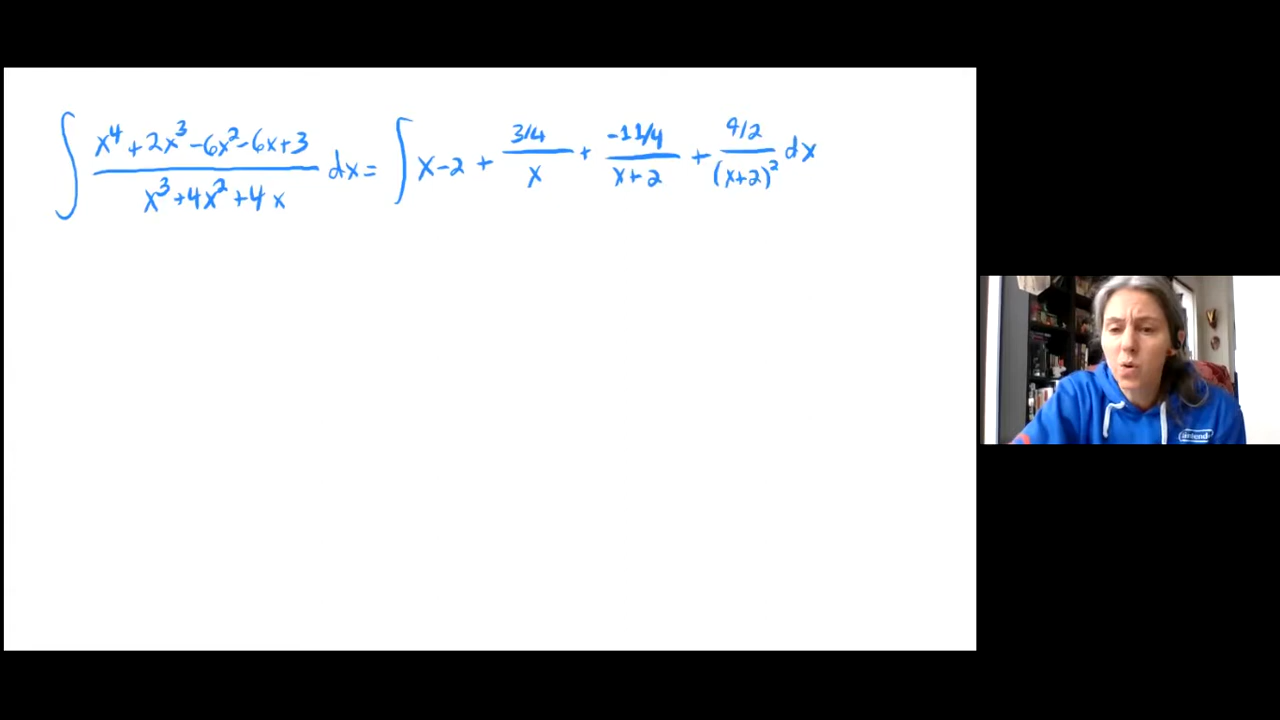 ∫ (x⁴+2x³-6x²-6x+3)/(x³+4x²+4x) dx = ∫ x-2 + (3/4)/x + (-11/4)/(x+2) + (9/2)/(x+2)² dx